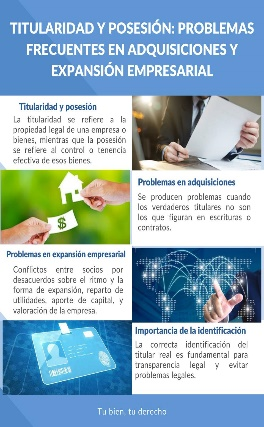 TITULARIDAD Y POSESIÓN: PROBLEMAS
FRECUENTES EN ADQUISICIONES Y
EXPANSIÓN EMPRESARIAL
Titularidad y posesión
La titularidad se refiere a la
propiedad legal de una empresa o
bienes, mientras que la posesión
se refiere al control o tenencia
efectiva de esos bienes.
Problemas en adquisiciones
Se producen problemas cuando
los verdaderos titulares no son
los que figuran en escrituras o
contratos.
Problemas en expansión empresarial
Conflictos entre socios por
desacuerdos sobre el ritmo y la
forma de expansión, reparto de
utilidades, aporte de capital, y
valoración de la empresa.
Importancia de la identificación
La correcta identificación del
titular real es fundamental para
transparencia legal y evitar
problemas legales.
Tu bien, tu derecho